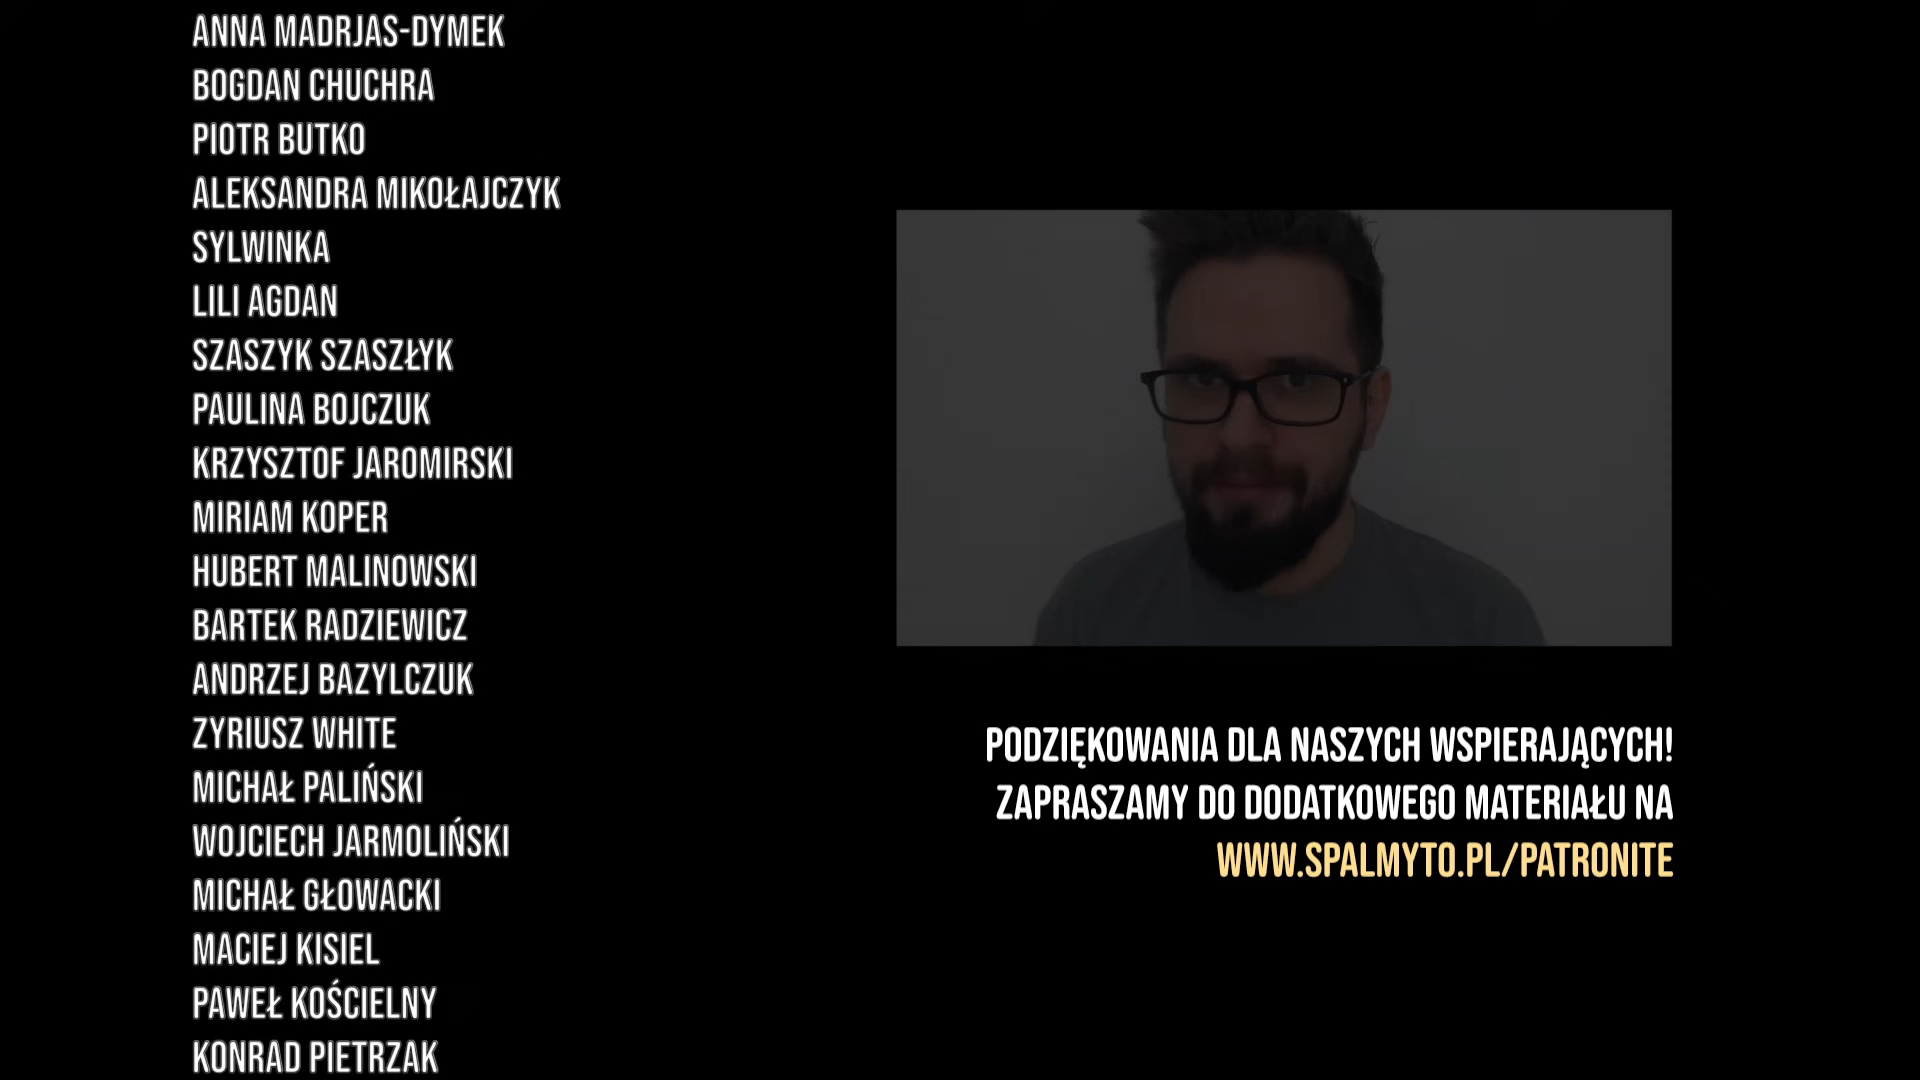 ANNA MADRJAS-DYMEK
BOGDAN CHUCHRA
PIOTR BUTKO
ALEKSANDRA MIKOŁAJCZYK
SYLWINKA
LILI AGDAN
SZASZYK SZASZŁYK
PAULINA BOJCZUK
KRZYSZTOF JAROMIRSKI
MIRIAM KOPER
HUBERT MALINOWSKI
BARTEK RADZIEWICZ
ANDRZEJ BAZYLCZUK
ZYRIUSZ WHITE
MICHAŁ PALIŃSKI
WOJCIECH JARMOLIŃSKI
MICHAŁ GŁOWACKI
MACIEJ KISIEL
PAWEŁ KOŚCIELNY
KONRAD PIETRZAK
PODZIĘKOWANIA DLA NASZYCH WSPIERAJĄCYCH!
ZAPRASZAMY DO DODATKOWEGO MATERIAŁU NA
WWW.SPALMYTO.PL/PATRONITE